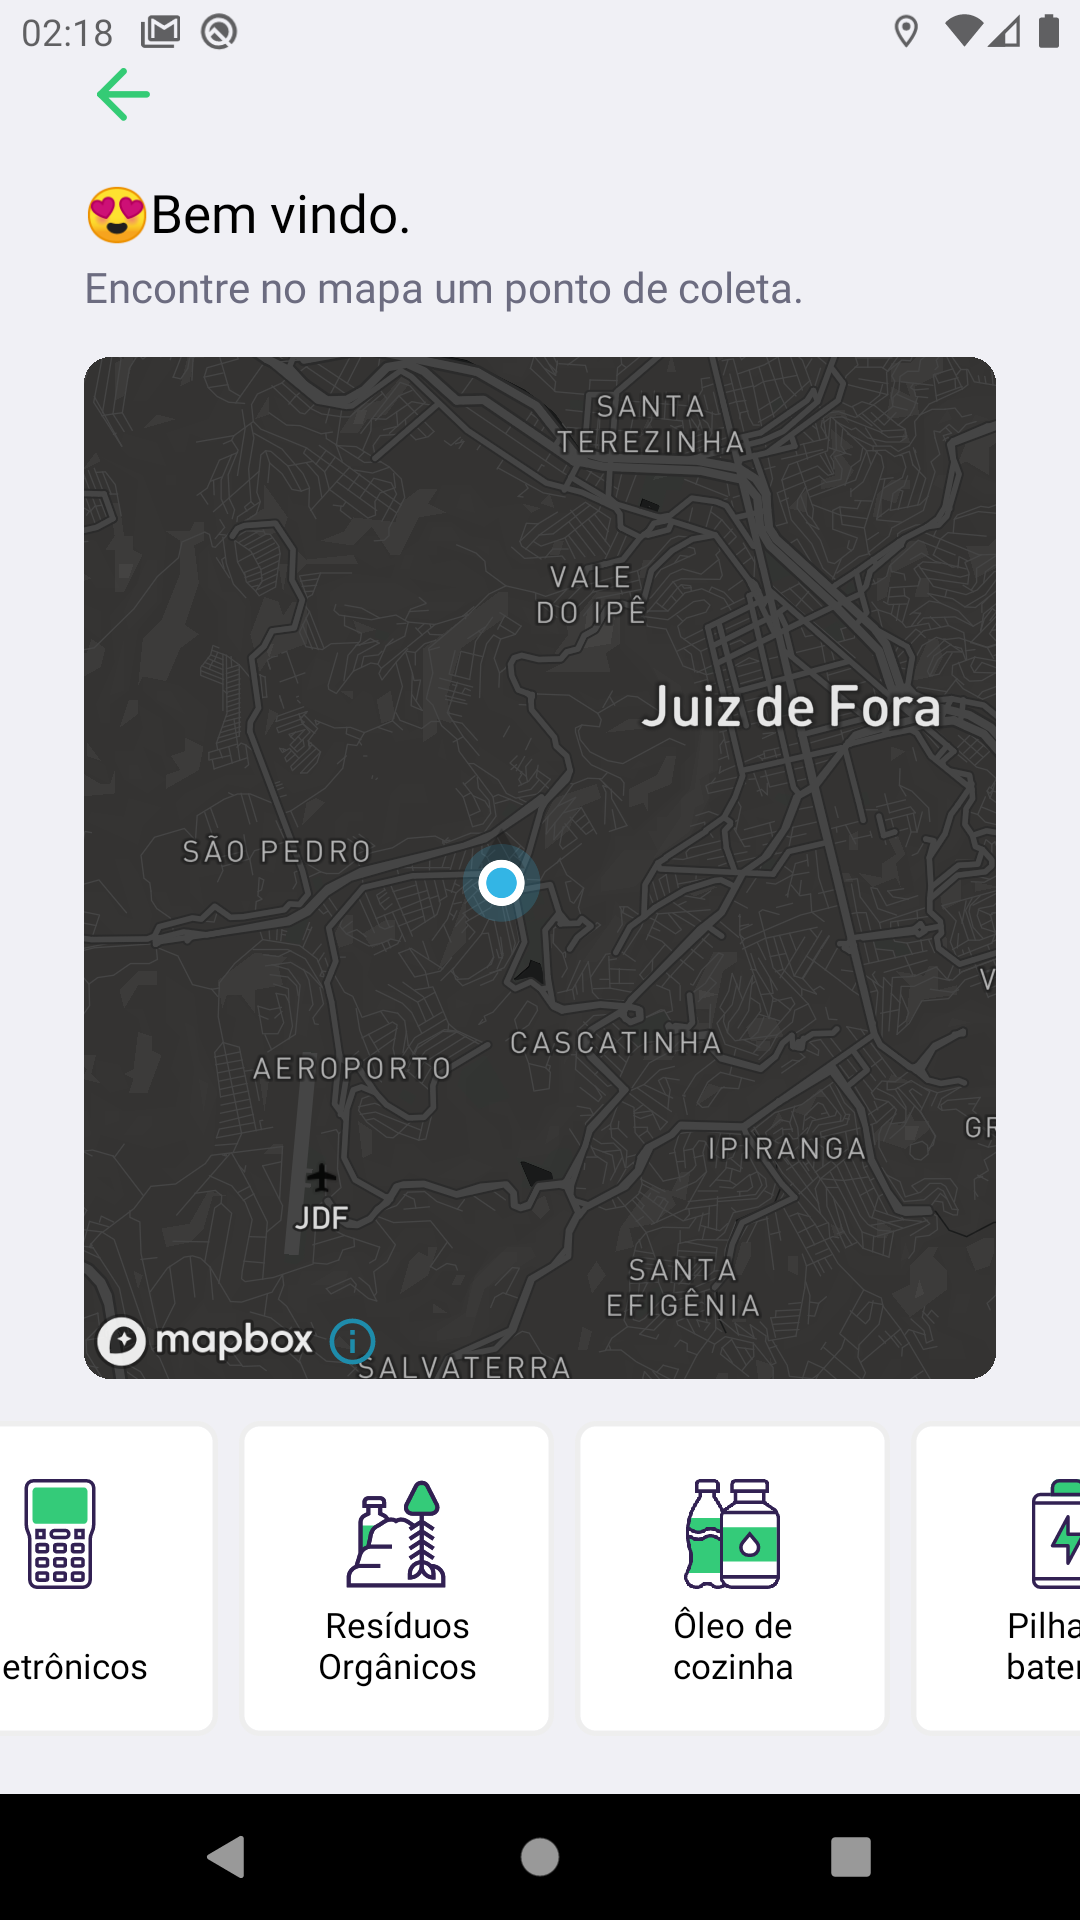 02:18
😍Bem vindo.
Encontre no mapa um ponto de coleta.
SANTA
TEREZINHA
VALE
DO IPÊ
Juiz de Fora
SÃO PEDRO
V
CASCATINHA
AEROPORTO
GR
IPIRANGA
JDF
SANTA
EFIGÊNIA
mapbox
SALVATERRA
etrônicos
Resíduos
Orgânicos
Ôleo de
cozinha
Pilha
bater